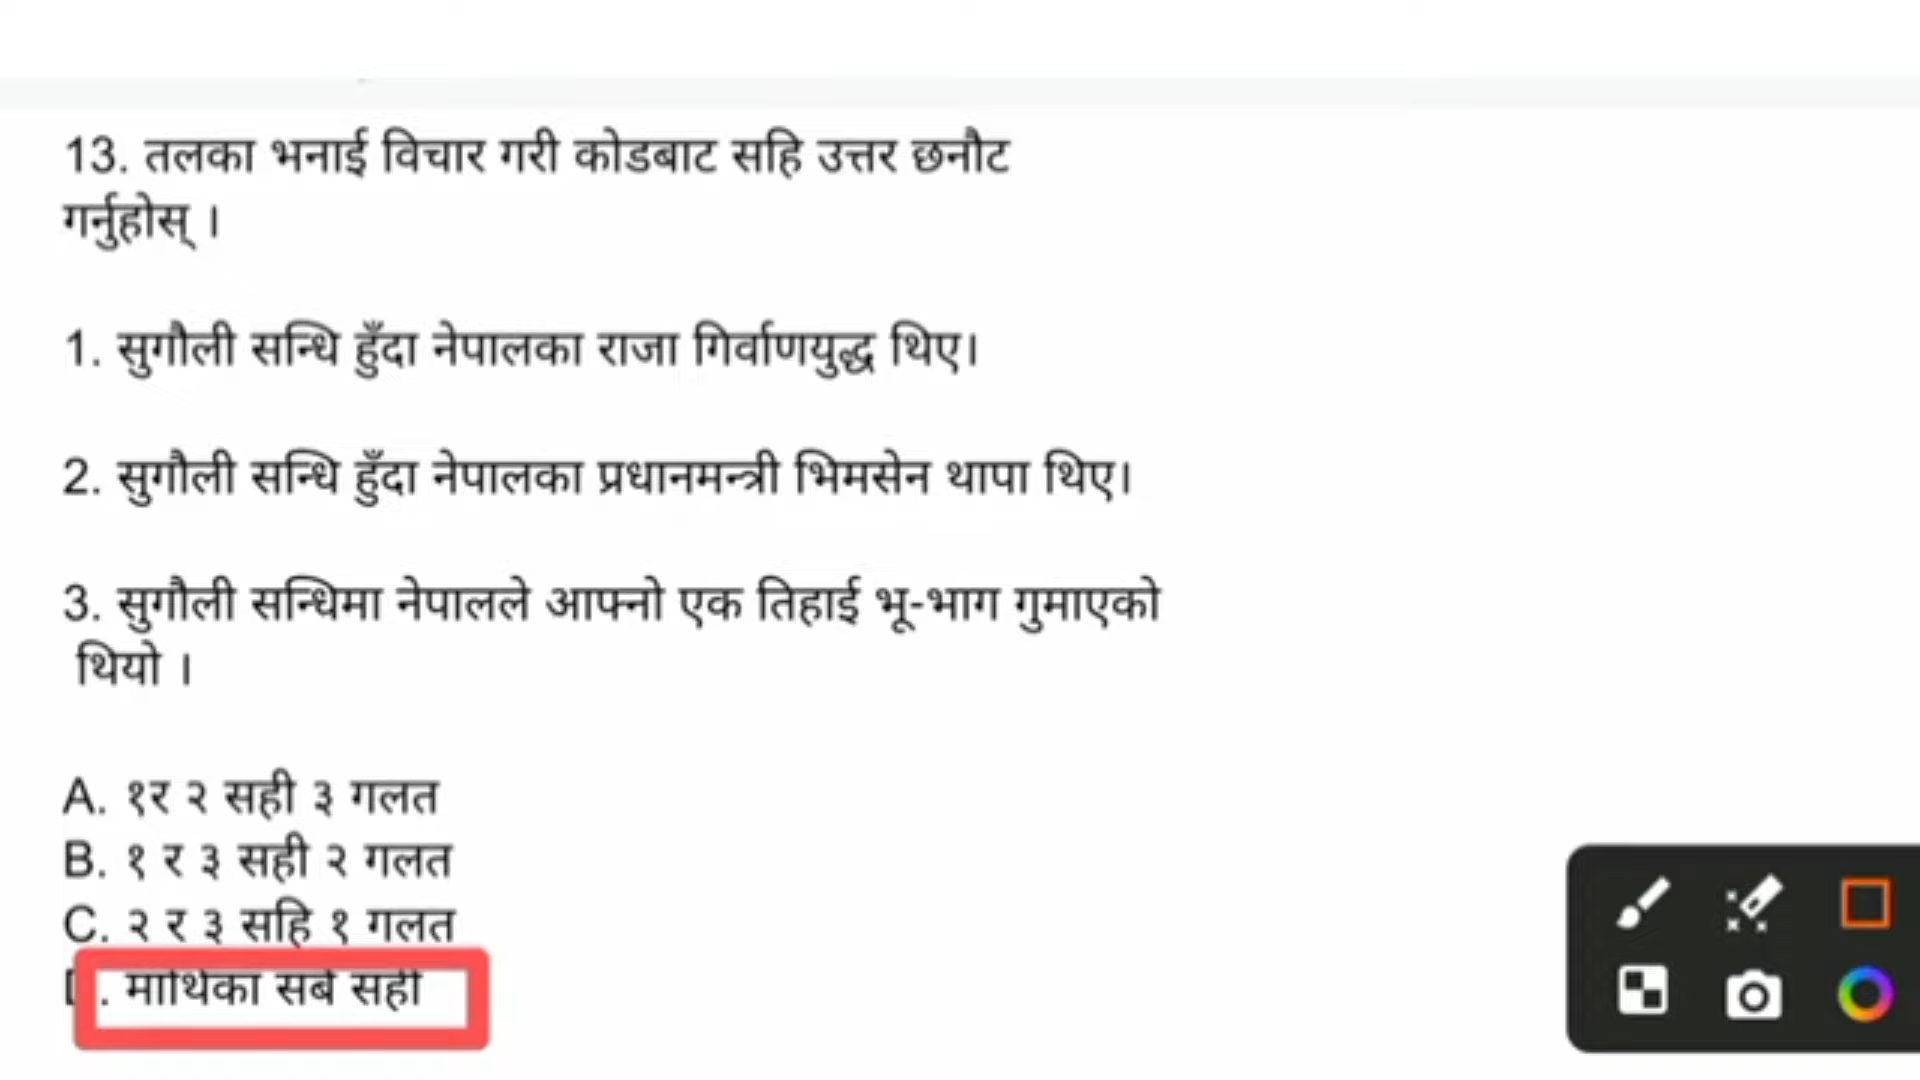 13. तलका भनाई विचार गरी कोडबाट सहि उत्तर छनौट
गर्नुहोस् ।
1. सुगौली सन्धि हुँदा नेपालका राजा गिर्वाणयुद्ध थिए।
2. सुगौली सन्धि हुँदा नेपालका प्रधानमन्त्री भिमसेन थापा थिए।
3. सुगौली सन्धिमा नेपालले आफ्नो एक तिहाई भू-भाग गुमाएको
थियो ।
A. १र २ सही ३ गलत
B. १ र ३ सही २ गलत
C. २ र ३ सहि १ गलत
D. माथिका सबै सही